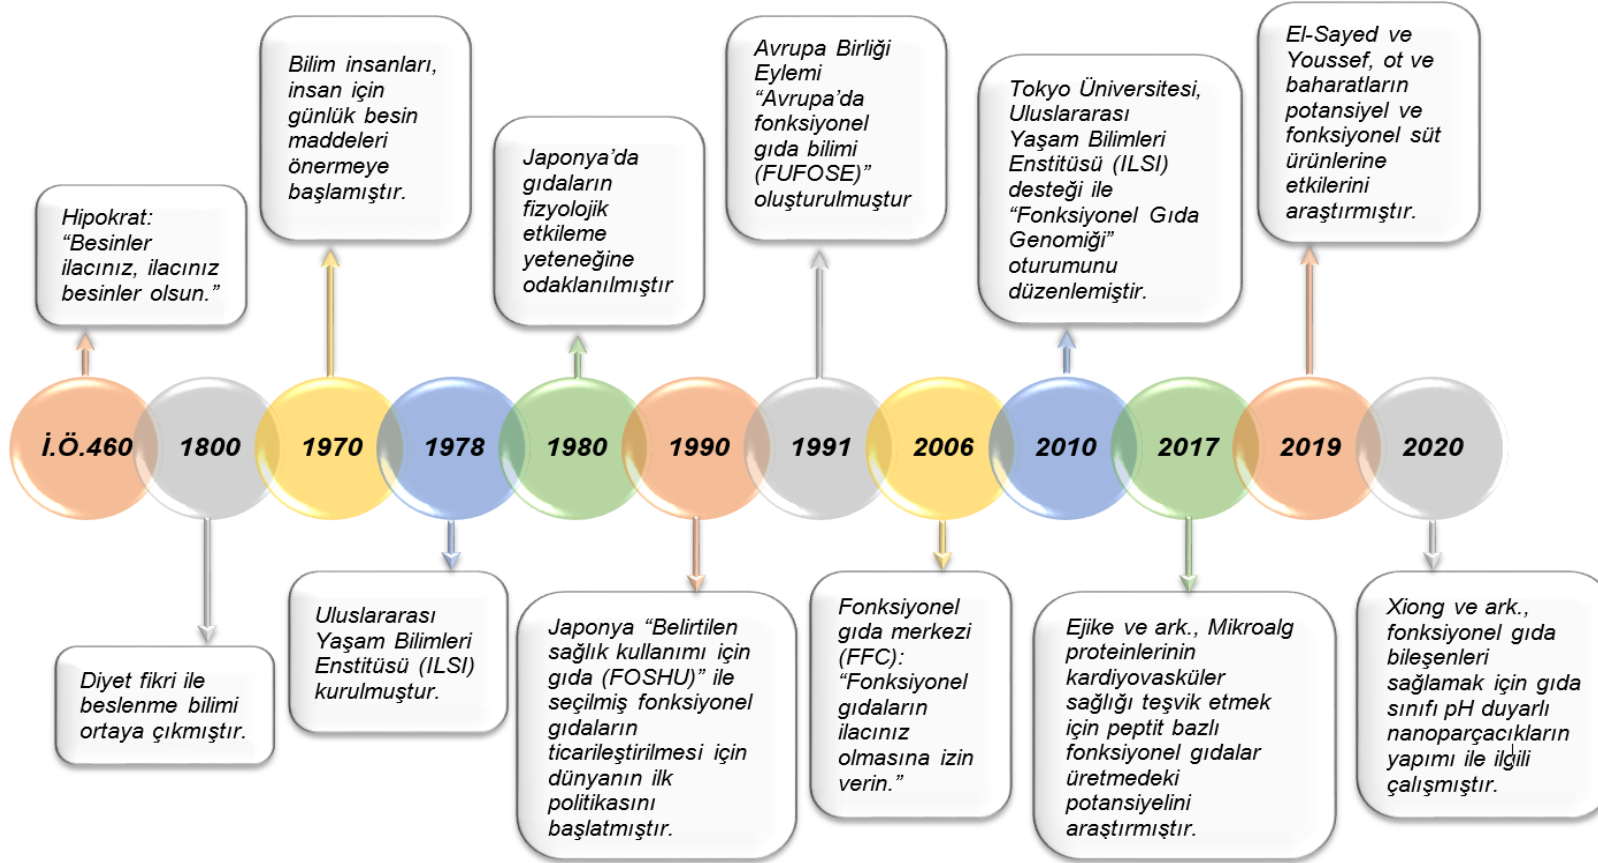 Hipokrat:
“Besinler
ilacınız, ilacınız
besinler olsun.”
Bilim insanları,
insan için
günlük besin
maddeleri
önermeye
başlamıştır.
Japonya’da
gıdaların
fizyolojik
etkileme
yeteneğine
odaklanılmıştır
Avrupa Birliği
Eylemi
“Avrupa’da
fonksiyonel
gıda bilimi
(FUFOSE)”
oluşturulmuştur
Tokyo Üniversitesi,
Uluslararası
Yaşam Bilimleri
Enstitüsü (ILSI)
desteği ile
“Fonksiyonel Gıda
Genomiği”
oturumunu
düzenlemiştir.
El-Sayed ve
Youssef, ot ve
baharatların
potansiyel ve
fonksiyonel süt
ürünlerine
etkilerini
araştırmıştır.
İ.Ö.460
1800
1970
1978
1980
1990
1991
2006
2010
2017
2019
2020
Diyet fikri ile
beslenme bilimi
ortaya çıkmıştır.
Uluslararası
Yaşam Bilimleri
Enstitüsü (ILSI)
kurulmuştur.
Japonya “Belirtilen
sağlık kullanımı için
gıda (FOSHU)” ile
seçilmiş fonksiyonel
gıdaların
ticarileştirilmesi için
dünyanın ilk
politikasını
başlatmıştır.
Fonksiyonel
gıda merkezi
(FFC):
“Fonksiyonel
gıdaların
ilacınız
olmasına izin
verin.”
Ejike ve ark., Mikroalg
proteinlerinin
kardiyovasküler
sağlığı teşvik etmek
için peptit bazlı
fonksiyonel gıdalar
üretmedeki
potansiyelini
araştırmıştır.
Xiong ve ark.,
fonksiyonel gıda
bileşenleri
sağlamak için gıda
sınıfı pH duyarlı
nanoparçacıkların
yapımı ile ilgili
çalışmıştır.